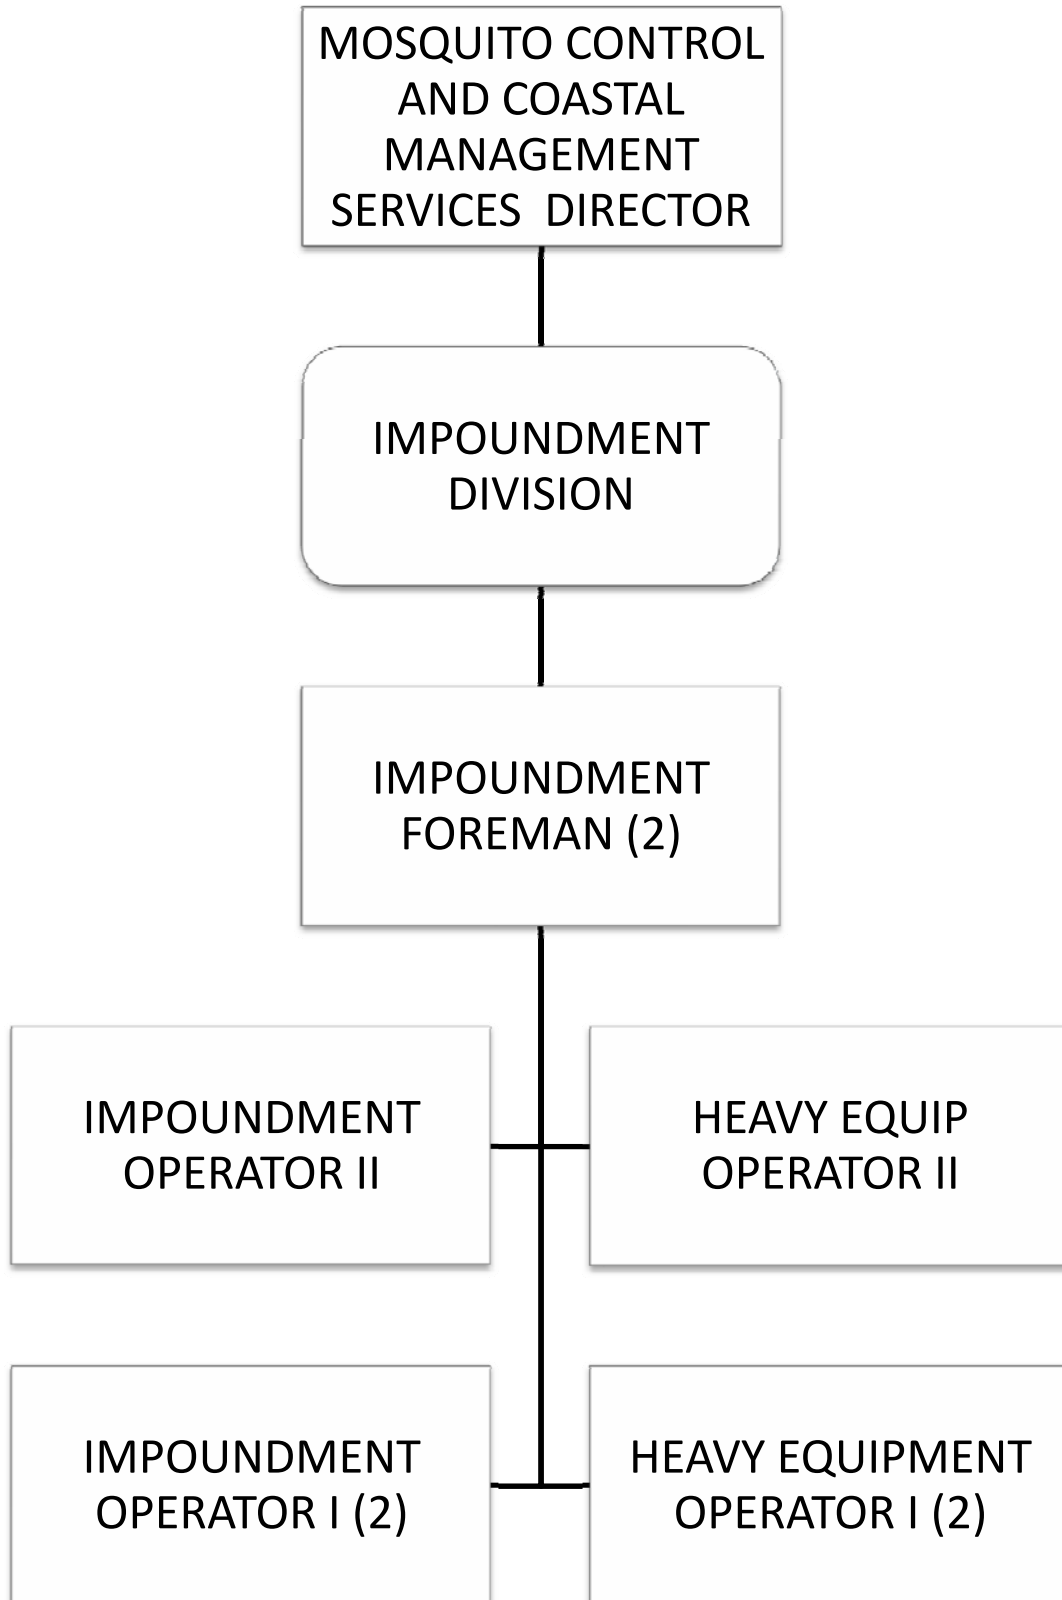 MOSQUITO CONTROL
AND COASTAL
MANAGEMENT
SERVICES  DIRECTOR
IMPOUNDMENT
DIVISION
IMPOUNDMENT
FOREMAN (2)
IMPOUNDMENT
OPERATOR II
HEAVY EQUIP
OPERATOR II
IMPOUNDMENT
OPERATOR I (2)
HEAVY EQUIPMENT
OPERATOR I (2)